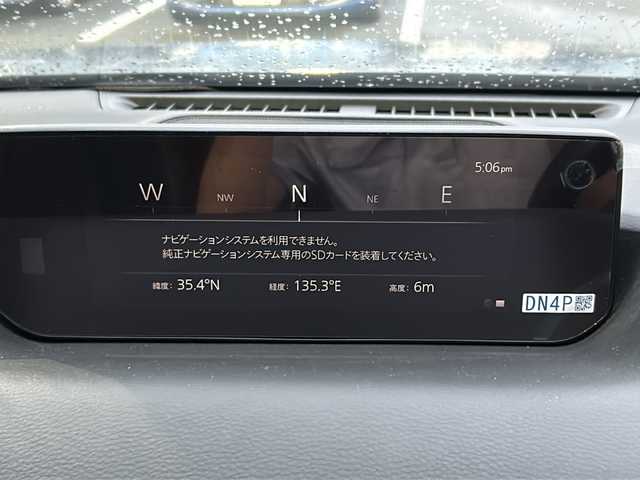 5:06pm
W NW N NE E
ナビゲーションシステムを利用できません。
純正ナビゲーションシステム専用のSDカードを装着してください。
緯度: 35.4°N 経度: 135.3°E 高度: 6m
DN4P